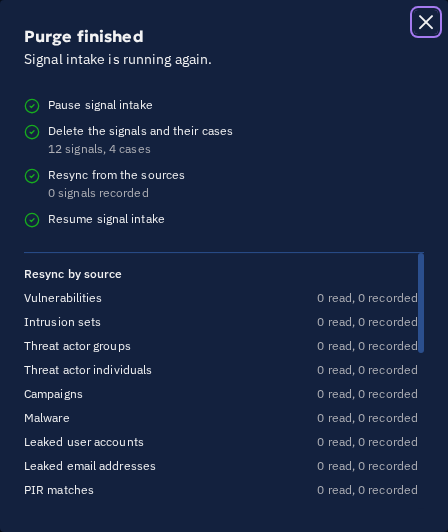 Purge finished
Signal intake is running again.
Pause signal intake
Delete the signals and their cases
12 signals, 4 cases
Resync from the sources
0 signals recorded
Resume signal intake
Resync by source
Vulnerabilities 0 read, 0 recorded
Intrusion sets 0 read, 0 recorded
Threat actor groups 0 read, 0 recorded
Threat actor individuals 0 read, 0 recorded
Campaigns 0 read, 0 recorded
Malware 0 read, 0 recorded
Leaked user accounts 0 read, 0 recorded
Leaked email addresses 0 read, 0 recorded
PIR matches 0 read, 0 recorded